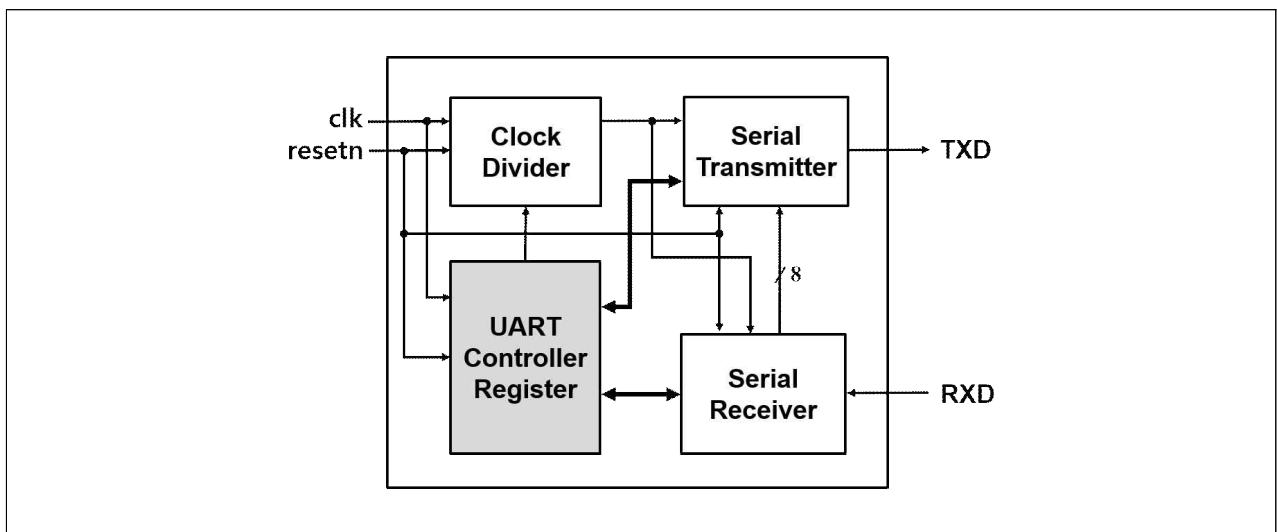 clk
resetn
Clock
Divider
Serial
Transmitter
TXD
8
UART
Controller
Register
Serial
Receiver
RXD